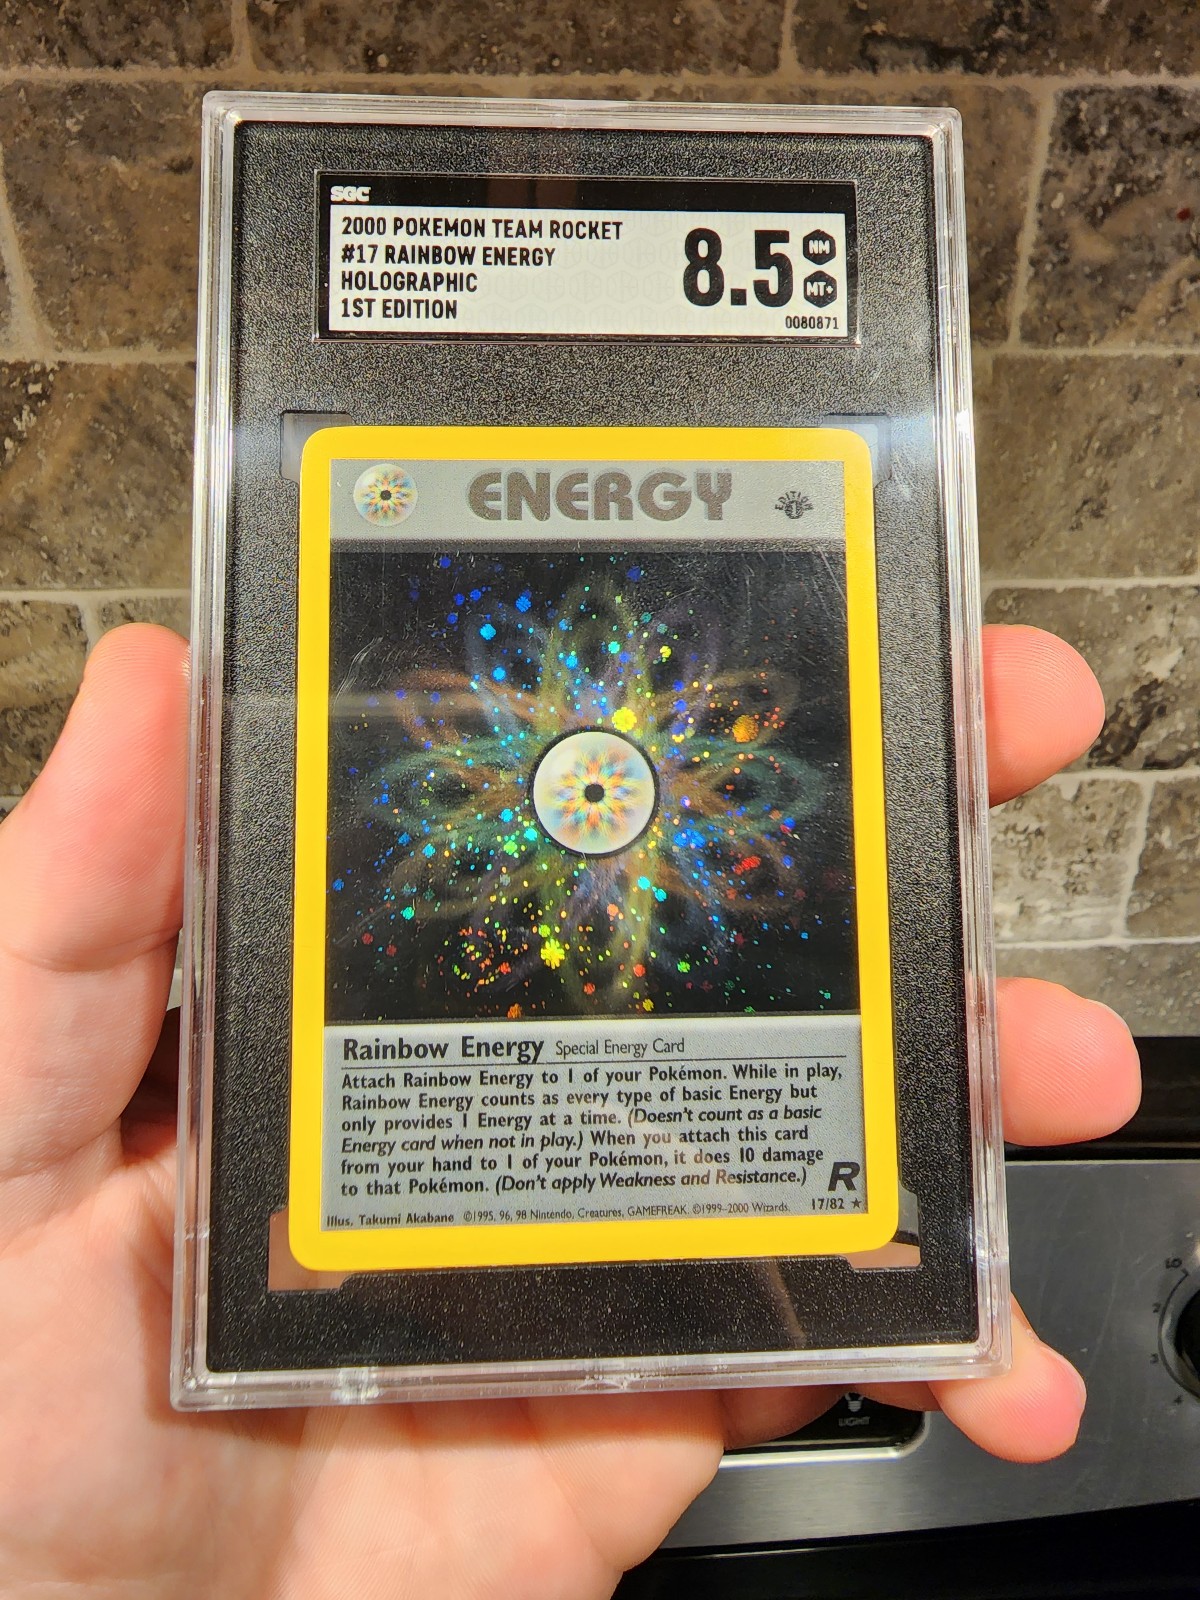 SGC
2000 POKEMON TEAM ROCKET
#17 RAINBOW ENERGY
HOLOGRAPHIC
1ST EDITION
8.5
NM
MT+
0080871
ENERGY
EDITION
1
Rainbow Energy Special Energy Card
Attach Rainbow Energy to 1 of your Pokémon. While in play,
Rainbow Energy counts as every type of basic Energy but
only provides 1 Energy at a time. (Doesn't count as a basic
Energy card when not in play.) When you attach this card
from your hand to 1 of your Pokémon, it does 10 damage
to that Pokémon. (Don't apply Weakness and Resistance.)
R
17/82 ★
Illus. Takumi Akabane ©1995, 96, 98 Nintendo, Creatures, GAMEFREAK. ©1999–2000 Wizards.
LIGHT
LO
2
3
4